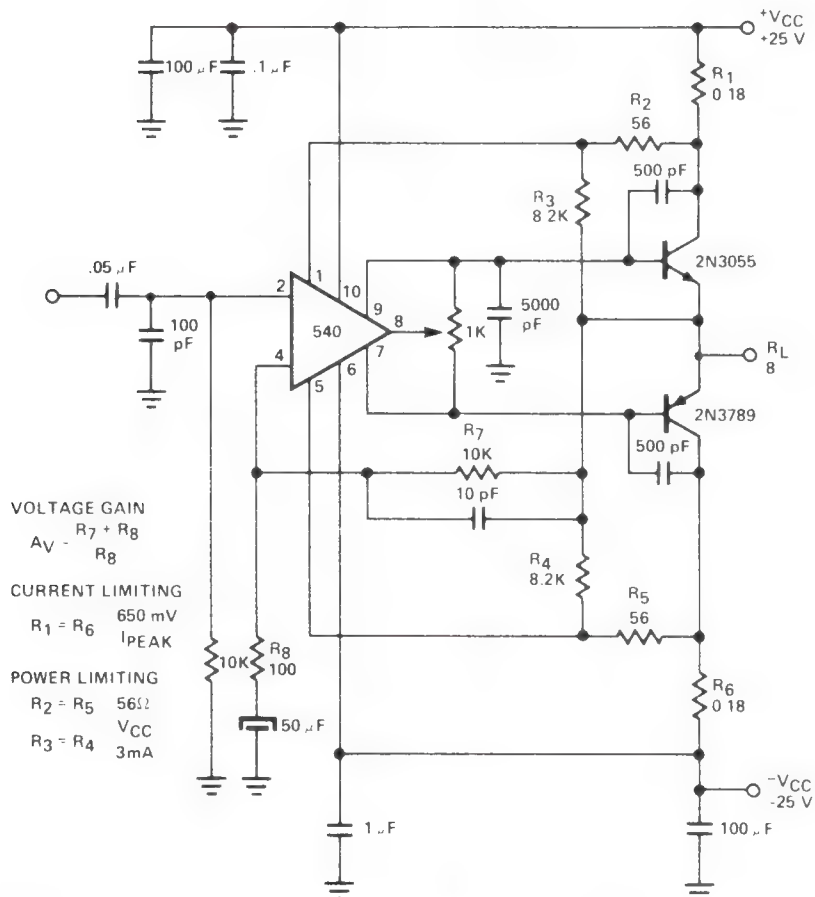 +VCC
+25 V
100 µF
.1 µF
R1
0 18
R2
56
500 pF
R3
8 2K
2N3055
.05 µF
2
1
10
9
100
pF
540
8
1K
5000
pF
7
RL
8
4
5
6
2N3789
500 pF
R7
10K
10 pF
VOLTAGE GAIN
AV - R7 + R8
R8
R4
8.2K
CURRENT LIMITING
R1 = R6 650 mV
IPEAK
R5
56
10K
R8
100
POWER LIMITING
R2 = R5 56Ω
R3 = R4 VCC
3mA
R6
0 18
50 µF
-VCC
-25 V
1 µF
100 µF